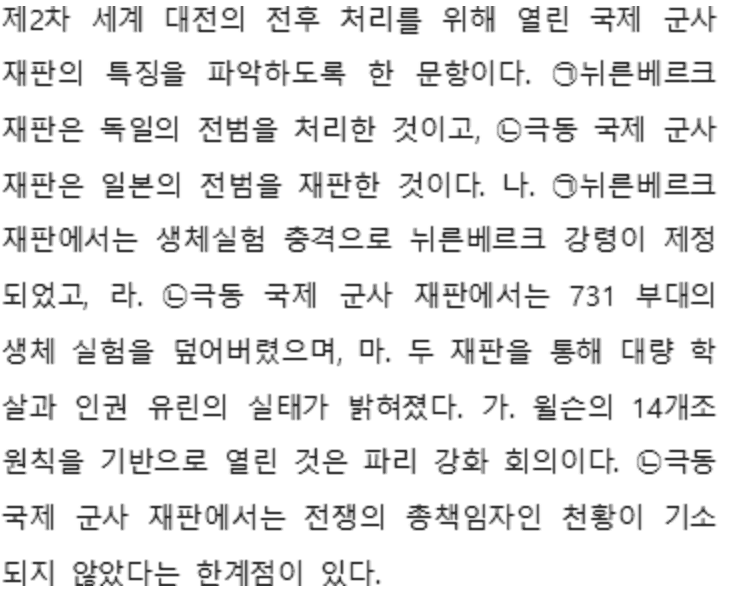 제2차 세계 대전의 전후 처리를 위해 열린 국제 군사
재판의 특징을 파악하도록 한 문항이다. ㉠뉘른베르크
재판은 독일의 전범을 처리한 것이고, ㉡극동 국제 군사
재판은 일본의 전범을 재판한 것이다. 나. ㉠뉘른베르크
재판에서는 생체실험 충격으로 뉘른베르크 강령이 제정
되었고, 라. ㉡극동 국제 군사 재판에서는 731 부대의
생체 실험을 덮어버렸으며, 마. 두 재판을 통해 대량 학
살과 인권 유린의 실태가 밝혀졌다. 가. 윌슨의 14개조
원칙을 기반으로 열린 것은 파리 강화 회의이다. ㉡극동
국제 군사 재판에서는 전쟁의 총책임자인 천황이 기소
되지 않았다는 한계점이 있다.